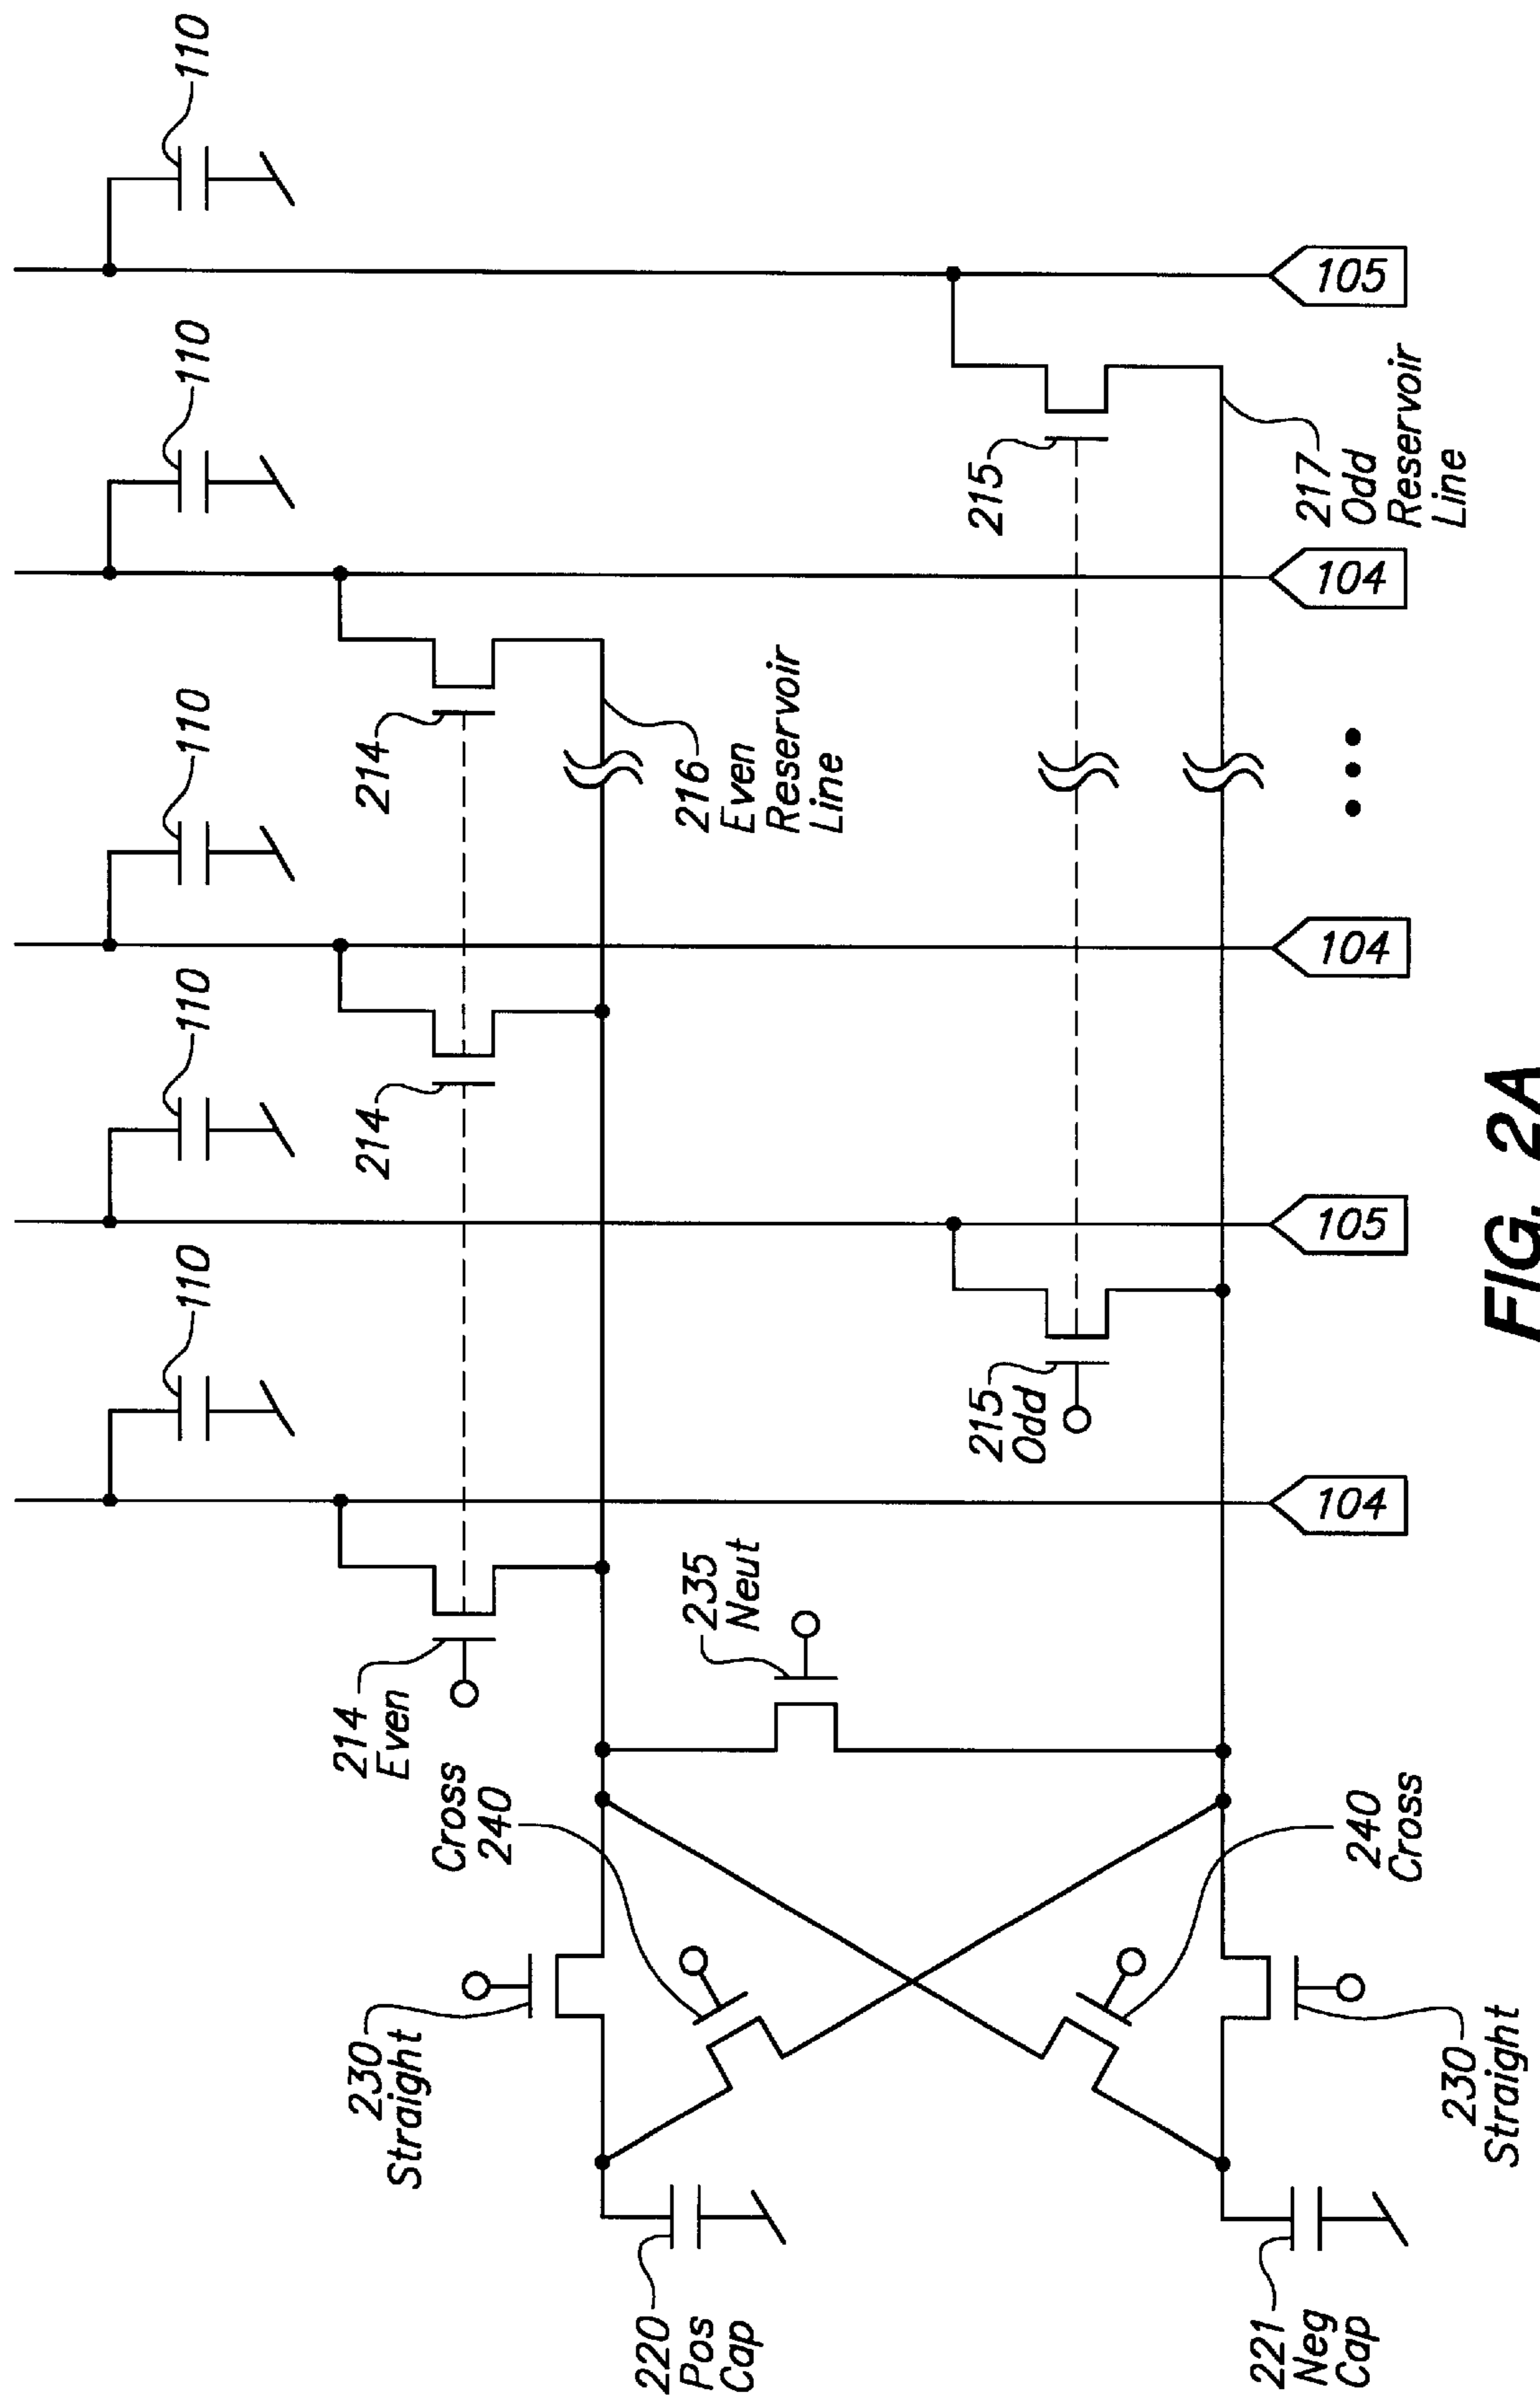 110
110
110
110
110
230
Straight
214
Even
214
214
Cross
240
220
Pos
Cap
235
Neut
216
Even
Reservoir
Line
215
Odd
215
221
Neg
Cap
240
Cross
104
105
104
104
105
217
Odd
Reservoir
Line
230
Straight
FIG. 2A